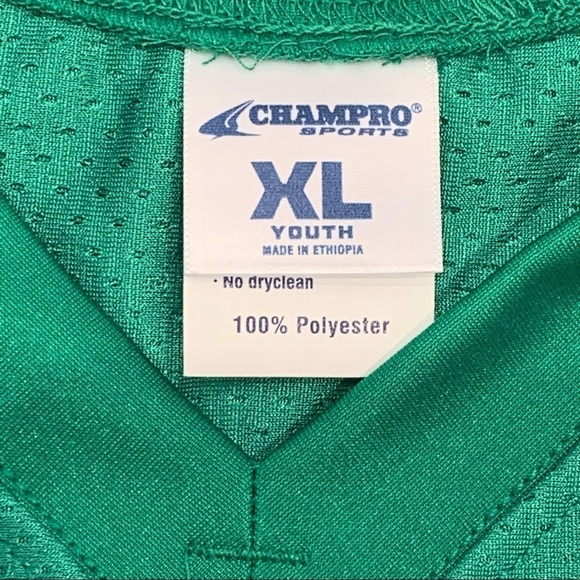 CHAMPRO®
SPORTS
XL
YOUTH
MADE IN ETHIOPIA
· No dryclean
100% Polyester